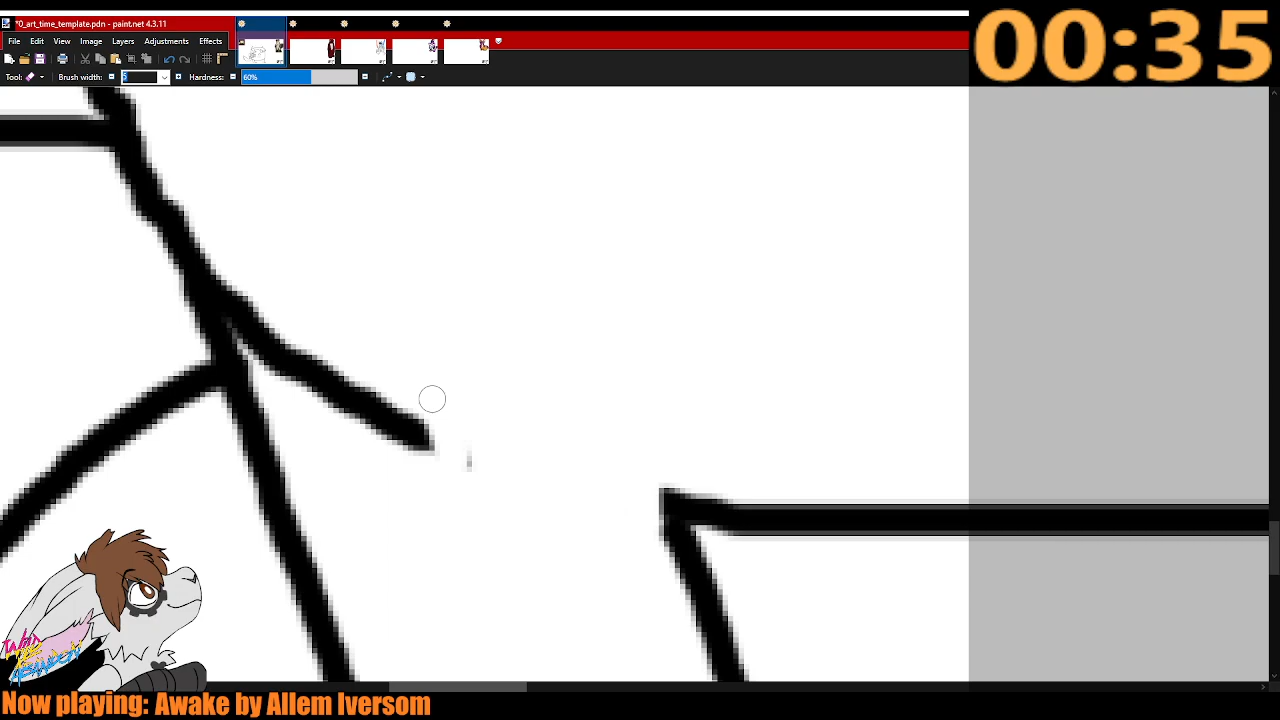 *0_art_time_template.pdn - paint.net 4.3.11
00:35
File Edit View Image Layers Adjustments Effects
Tool: Brush width: 5 Hardness: 60%
Now playing: Awake by Allem Iversom